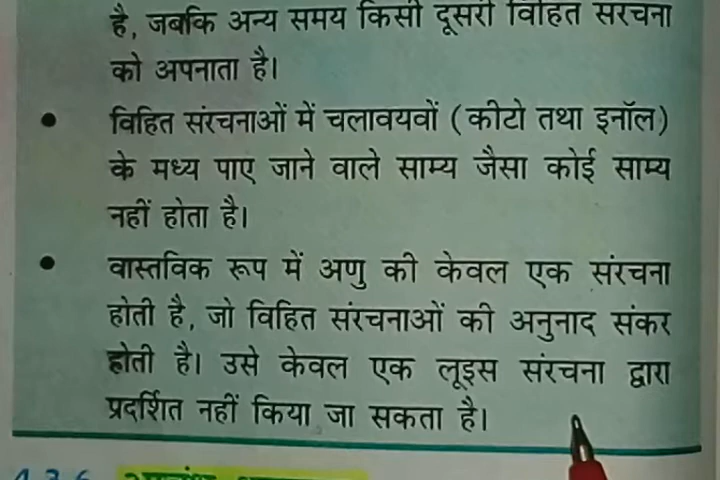 है, जबकि अन्य समय किसी दूसरी विहित संरचना
को अपनाता है।
• विहित संरचनाओं में चलावयवों (कीटो तथा इनॉल)
के मध्य पाए जाने वाले साम्य जैसा कोई साम्य
नहीं होता है।
• वास्तविक रूप में अणु की केवल एक संरचना
होती है, जो विहित संरचनाओं की अनुनाद संकर
होती है। उसे केवल एक लूइस संरचना द्वारा
प्रदर्शित नहीं किया जा सकता है।